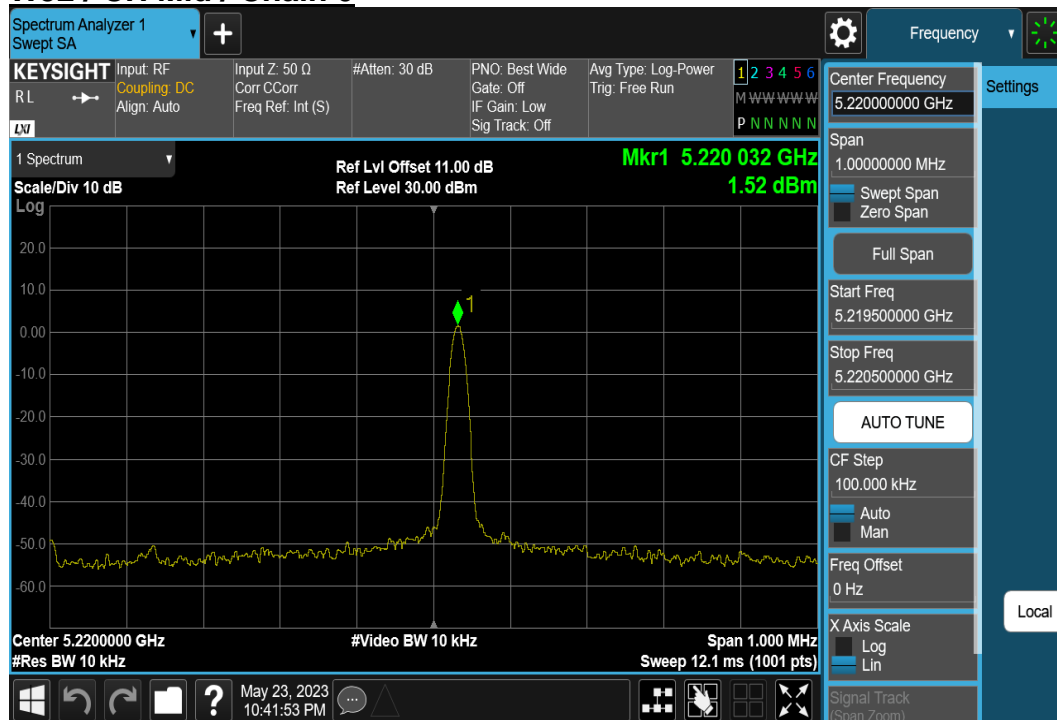 Spectrum Analyzer 1
Swept SA
Frequency
KEYSIGHT
Input: RF
Input Z: 50 Ω
#Atten: 30 dB
PNO: Best Wide
Avg Type: Log-Power
1 2 3 4 5 6
RL
Coupling: DC
Corr CCorr
Gate: Off
Trig: Free Run
M W W W W W
Align: Auto
Freq Ref: Int (S)
IF Gain: Low
P N N N N N
LXI
Sig Track: Off
1 Spectrum
Ref Lvl Offset 11.00 dB
Mkr1 5.220 032 GHz
Scale/Div 10 dB
Ref Level 30.00 dBm
1.52 dBm
Log
20.0
10.0
0.00
-10.0
-20.0
-30.0
-40.0
-50.0
-60.0
1
Center 5.2200000 GHz
#Video BW 10 kHz
Span 1.000 MHz
#Res BW 10 kHz
Sweep 12.1 ms (1001 pts)
May 23, 2023
10:41:53 PM
?
Center Frequency
5.220000000 GHz
Settings
Span
1.00000000 MHz
Swept Span
Zero Span
Full Span
Start Freq
5.219500000 GHz
Stop Freq
5.220500000 GHz
AUTO TUNE
CF Step
100.000 kHz
Auto
Man
Freq Offset
0 Hz
X Axis Scale
Log
Lin
Local
Signal Track
(Span Zoom)